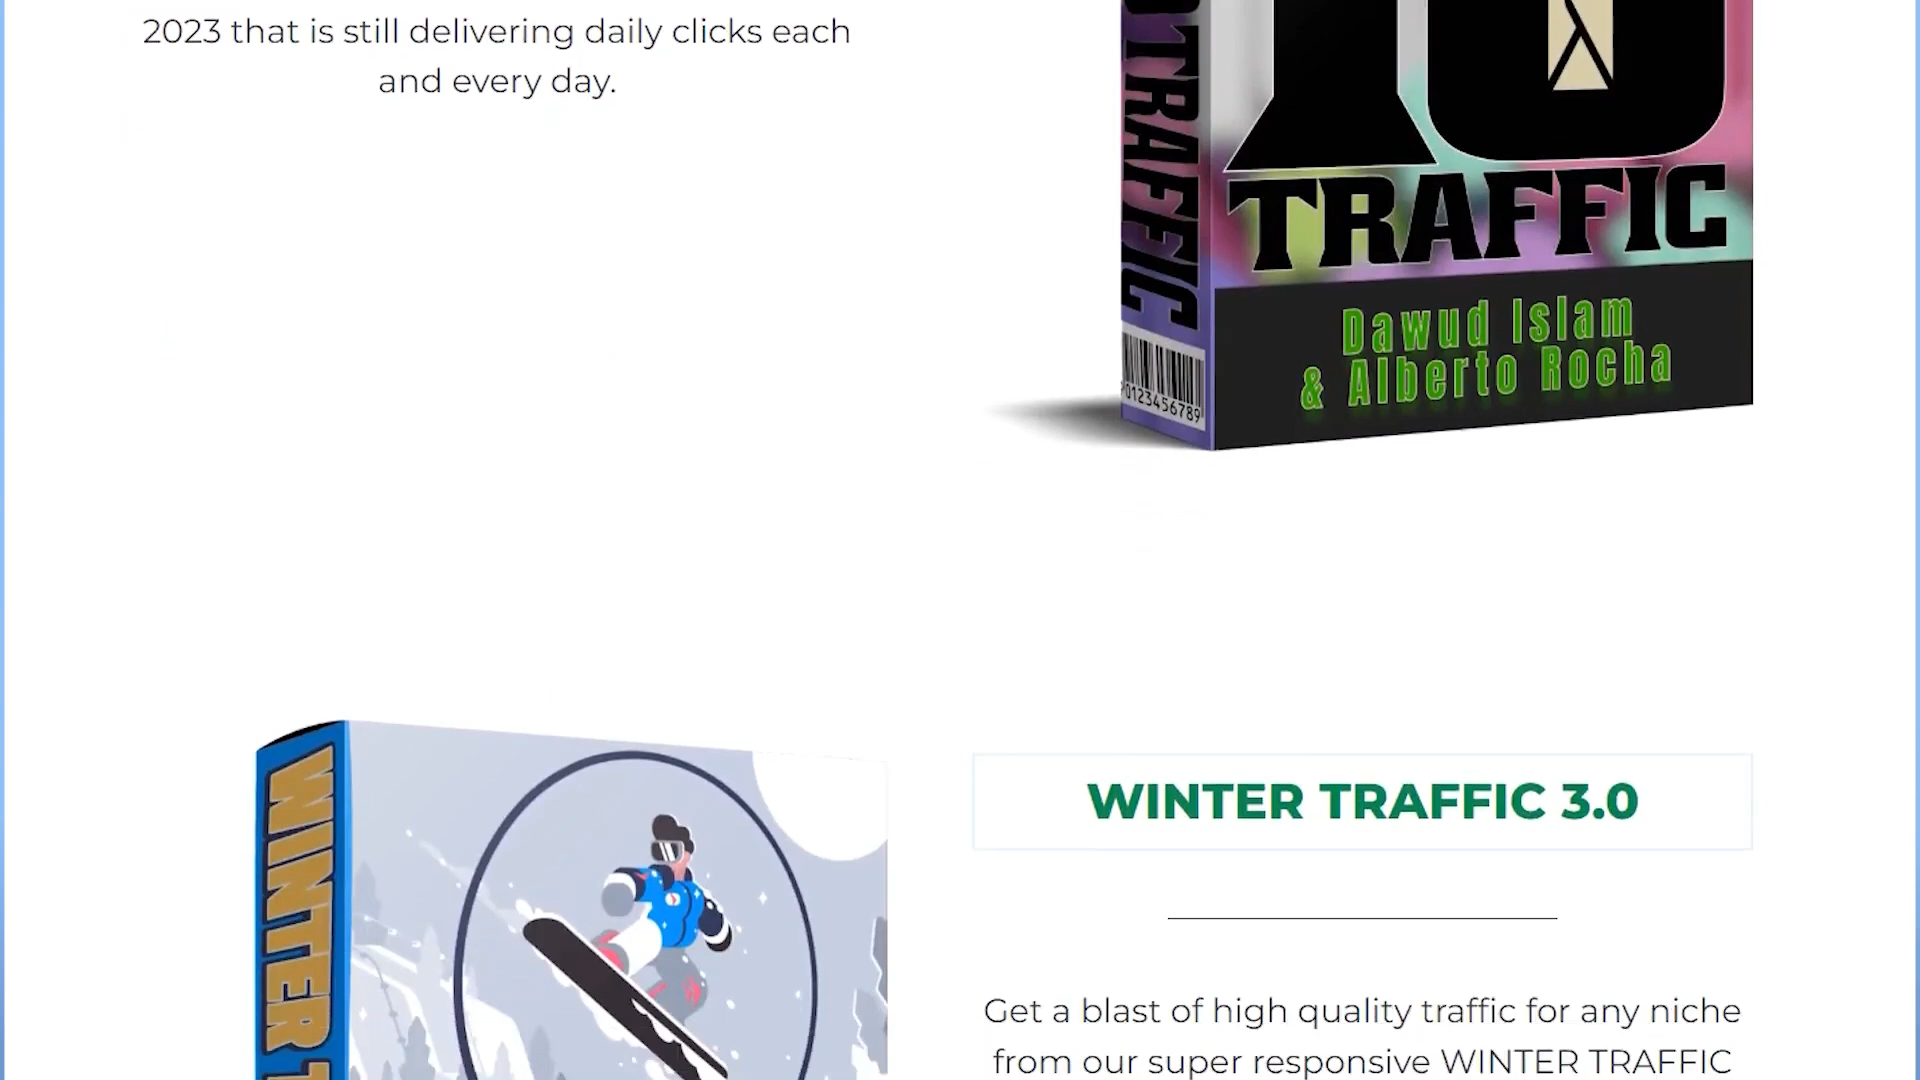 2023 that is still delivering daily clicks each
and every day.
TRAFFIC
TRAFFIC
Dawud Islam
& Alberto Rocha
0123456789
WINTER TRAFFIC 3.0
WINTER
Get a blast of high quality traffic for any niche
from our super responsive WINTER TRAFFIC